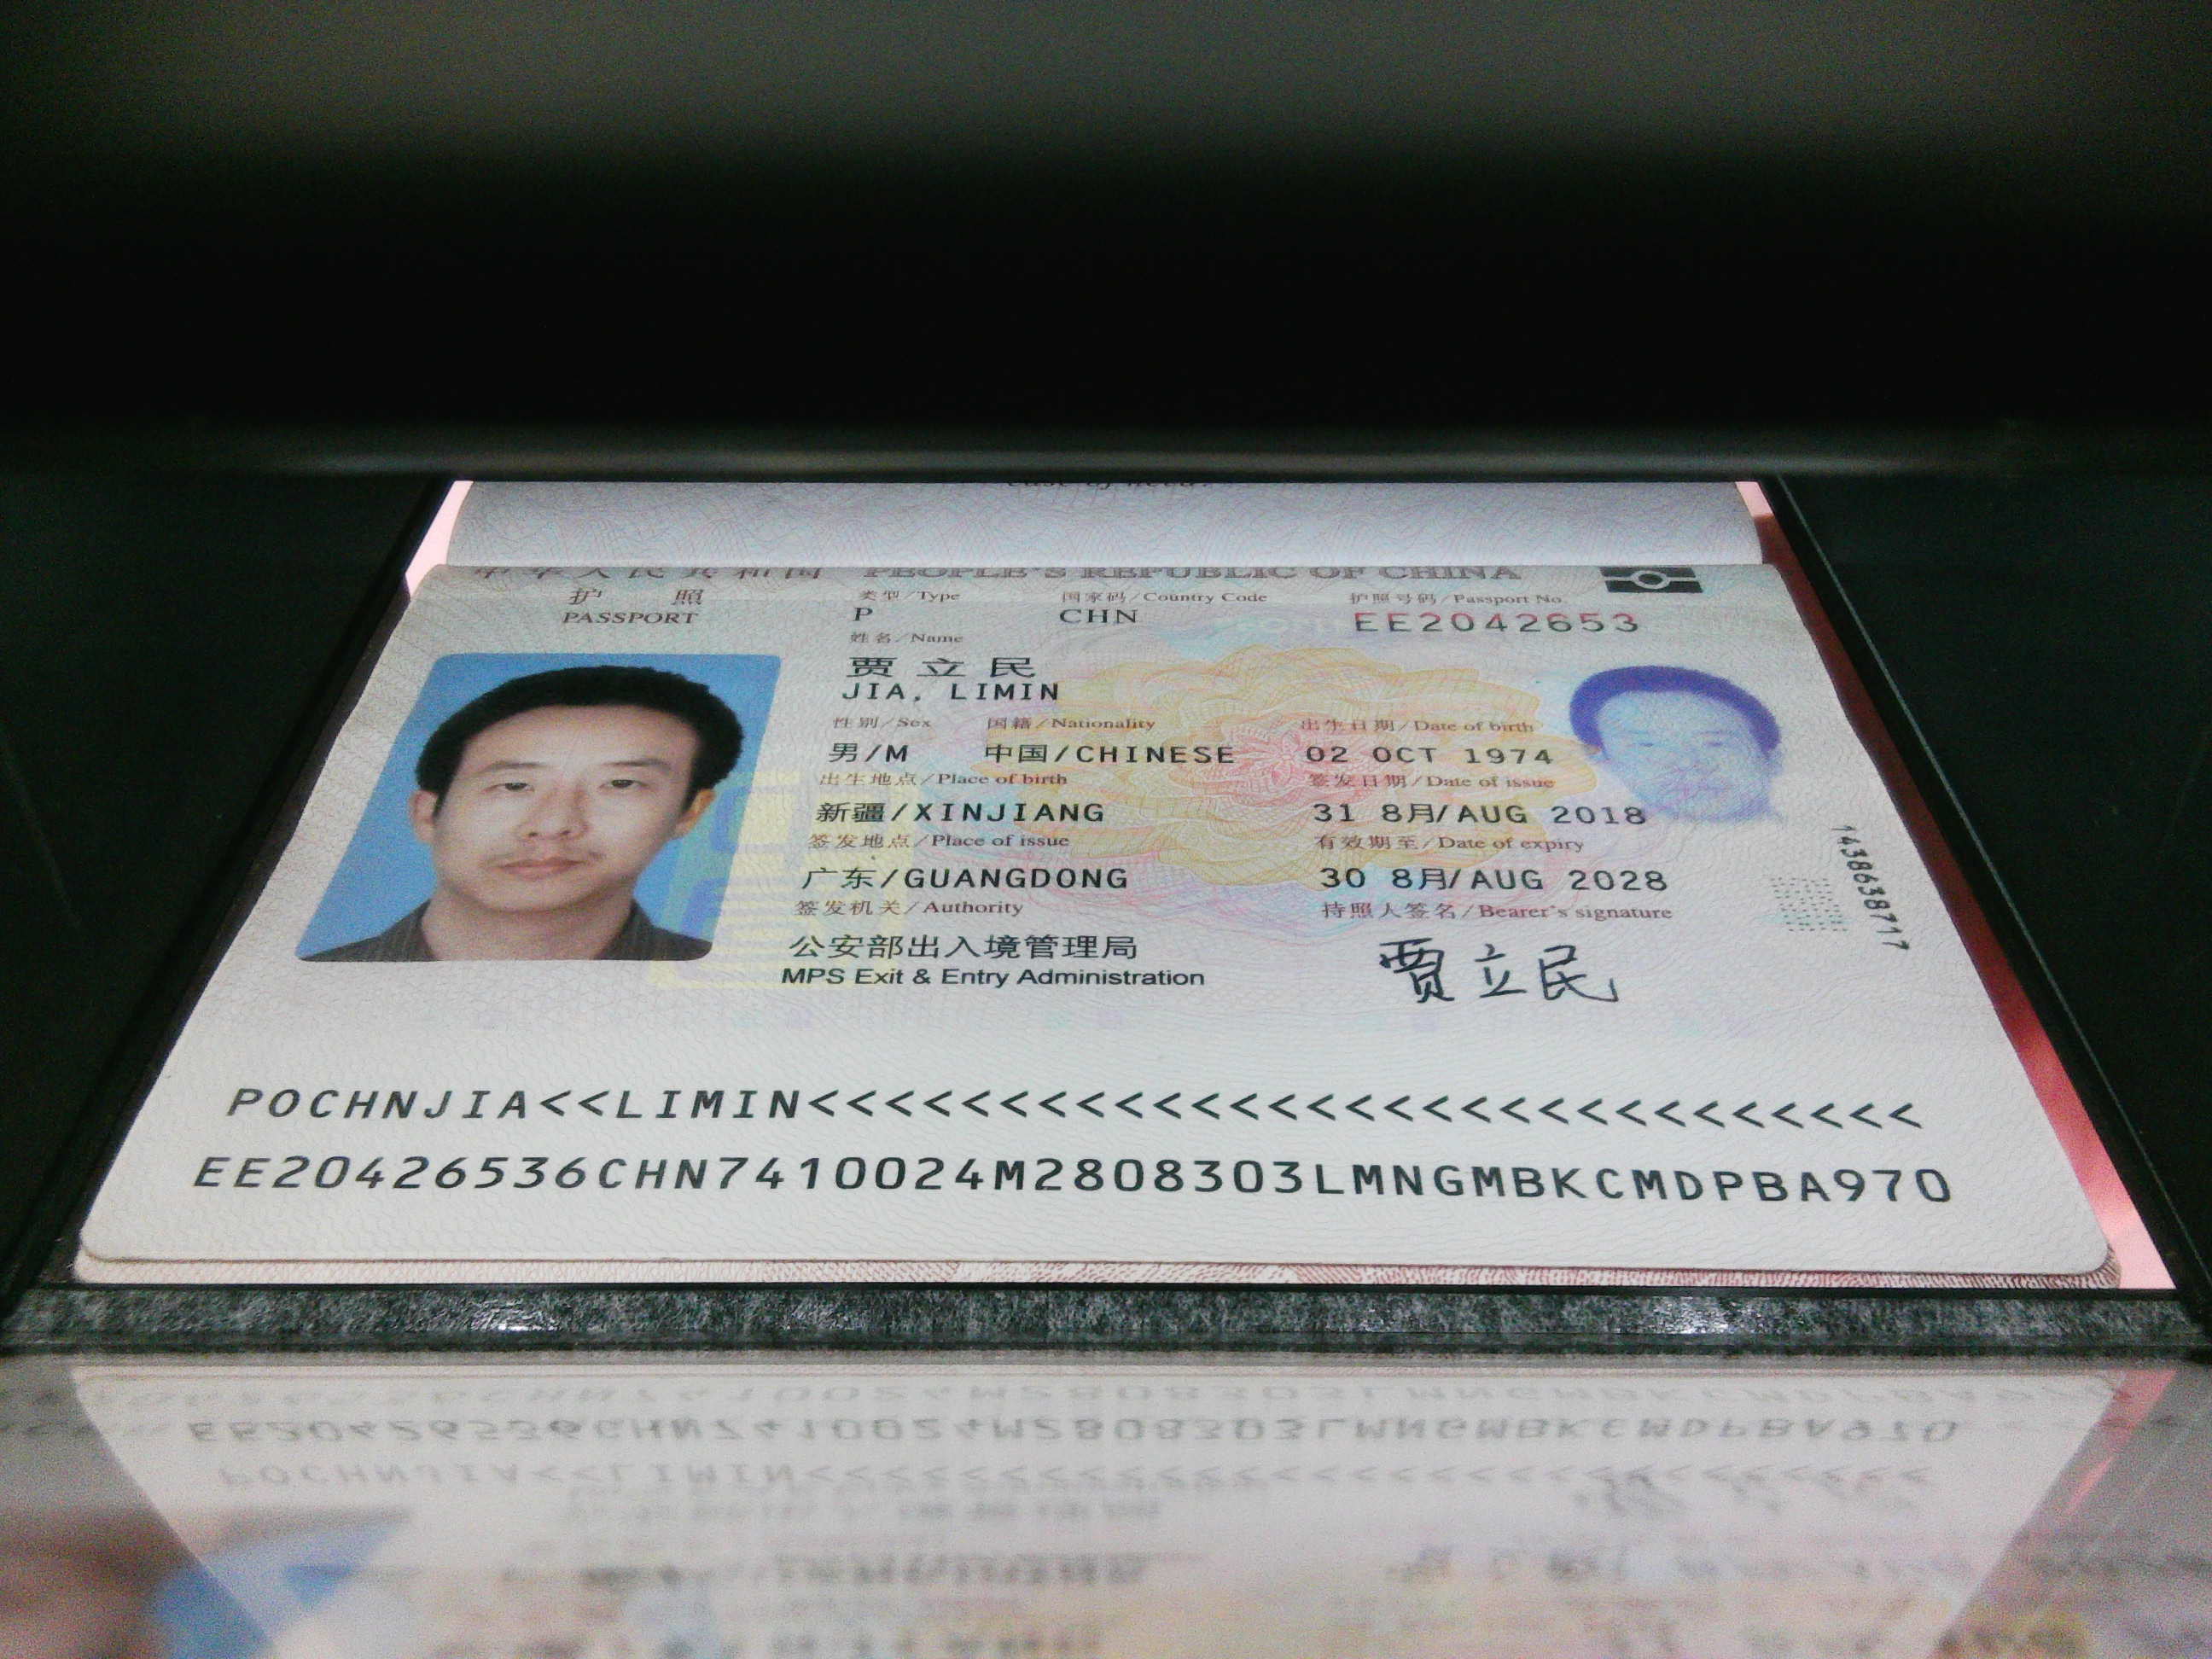 case of need.
中华人民共和国 PEOPLE'S REPUBLIC OF CHINA
护 照 类型/Type 国家码/Country Code 护照号码/Passport No.
PASSPORT P CHN EE2042653
姓名/Name
贾立民
JIA, LIMIN
性别/Sex 国籍/Nationality 出生日期/Date of birth
男/M 中国/CHINESE 02 OCT 1974
出生地点/Place of birth 签发日期/Date of issue
新疆/XINJIANG 31 8月/AUG 2018
签发地点/Place of issue 有效期至/Date of expiry
广东/GUANGDONG 30 8月/AUG 2028
签发机关/Authority 持照人签名/Bearer's signature
公安部出入境管理局
MPS Exit & Entry Administration
贾立民
1438638717
POCHNJIA<<LIMIN<<<<<<<<<<<<<<<<<<<<<<<<<<<<<
EE20426536CHN7410024M2808303LMNGMBKCMDPBA970